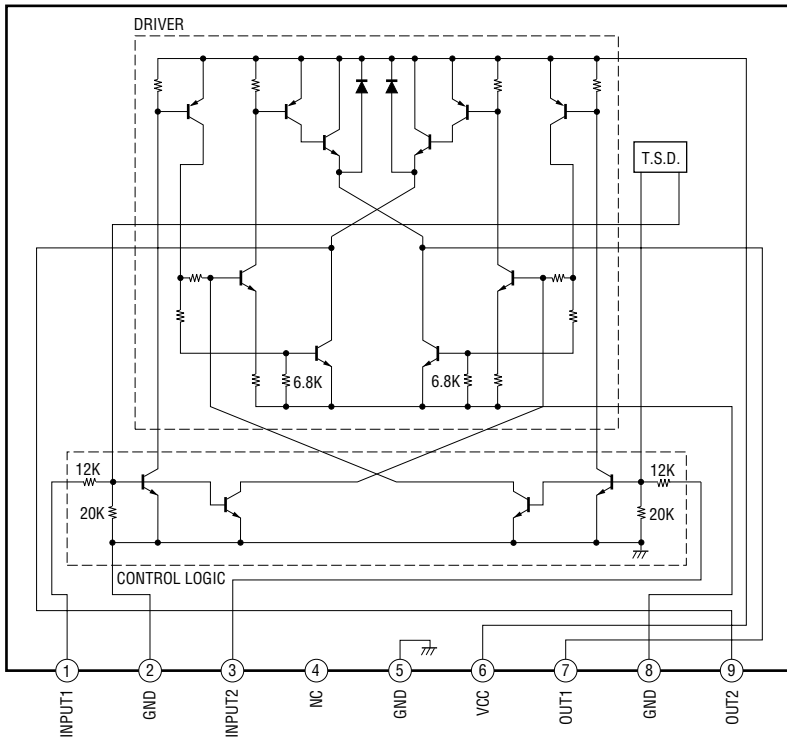 DRIVER
T.S.D.
6.8K 6.8K
12K 12K
20K 20K
CONTROL LOGIC
1 2 3 4 5 6 7 8 9
INPUT1 GND INPUT2 NC GND VCC OUT1 GND OUT2